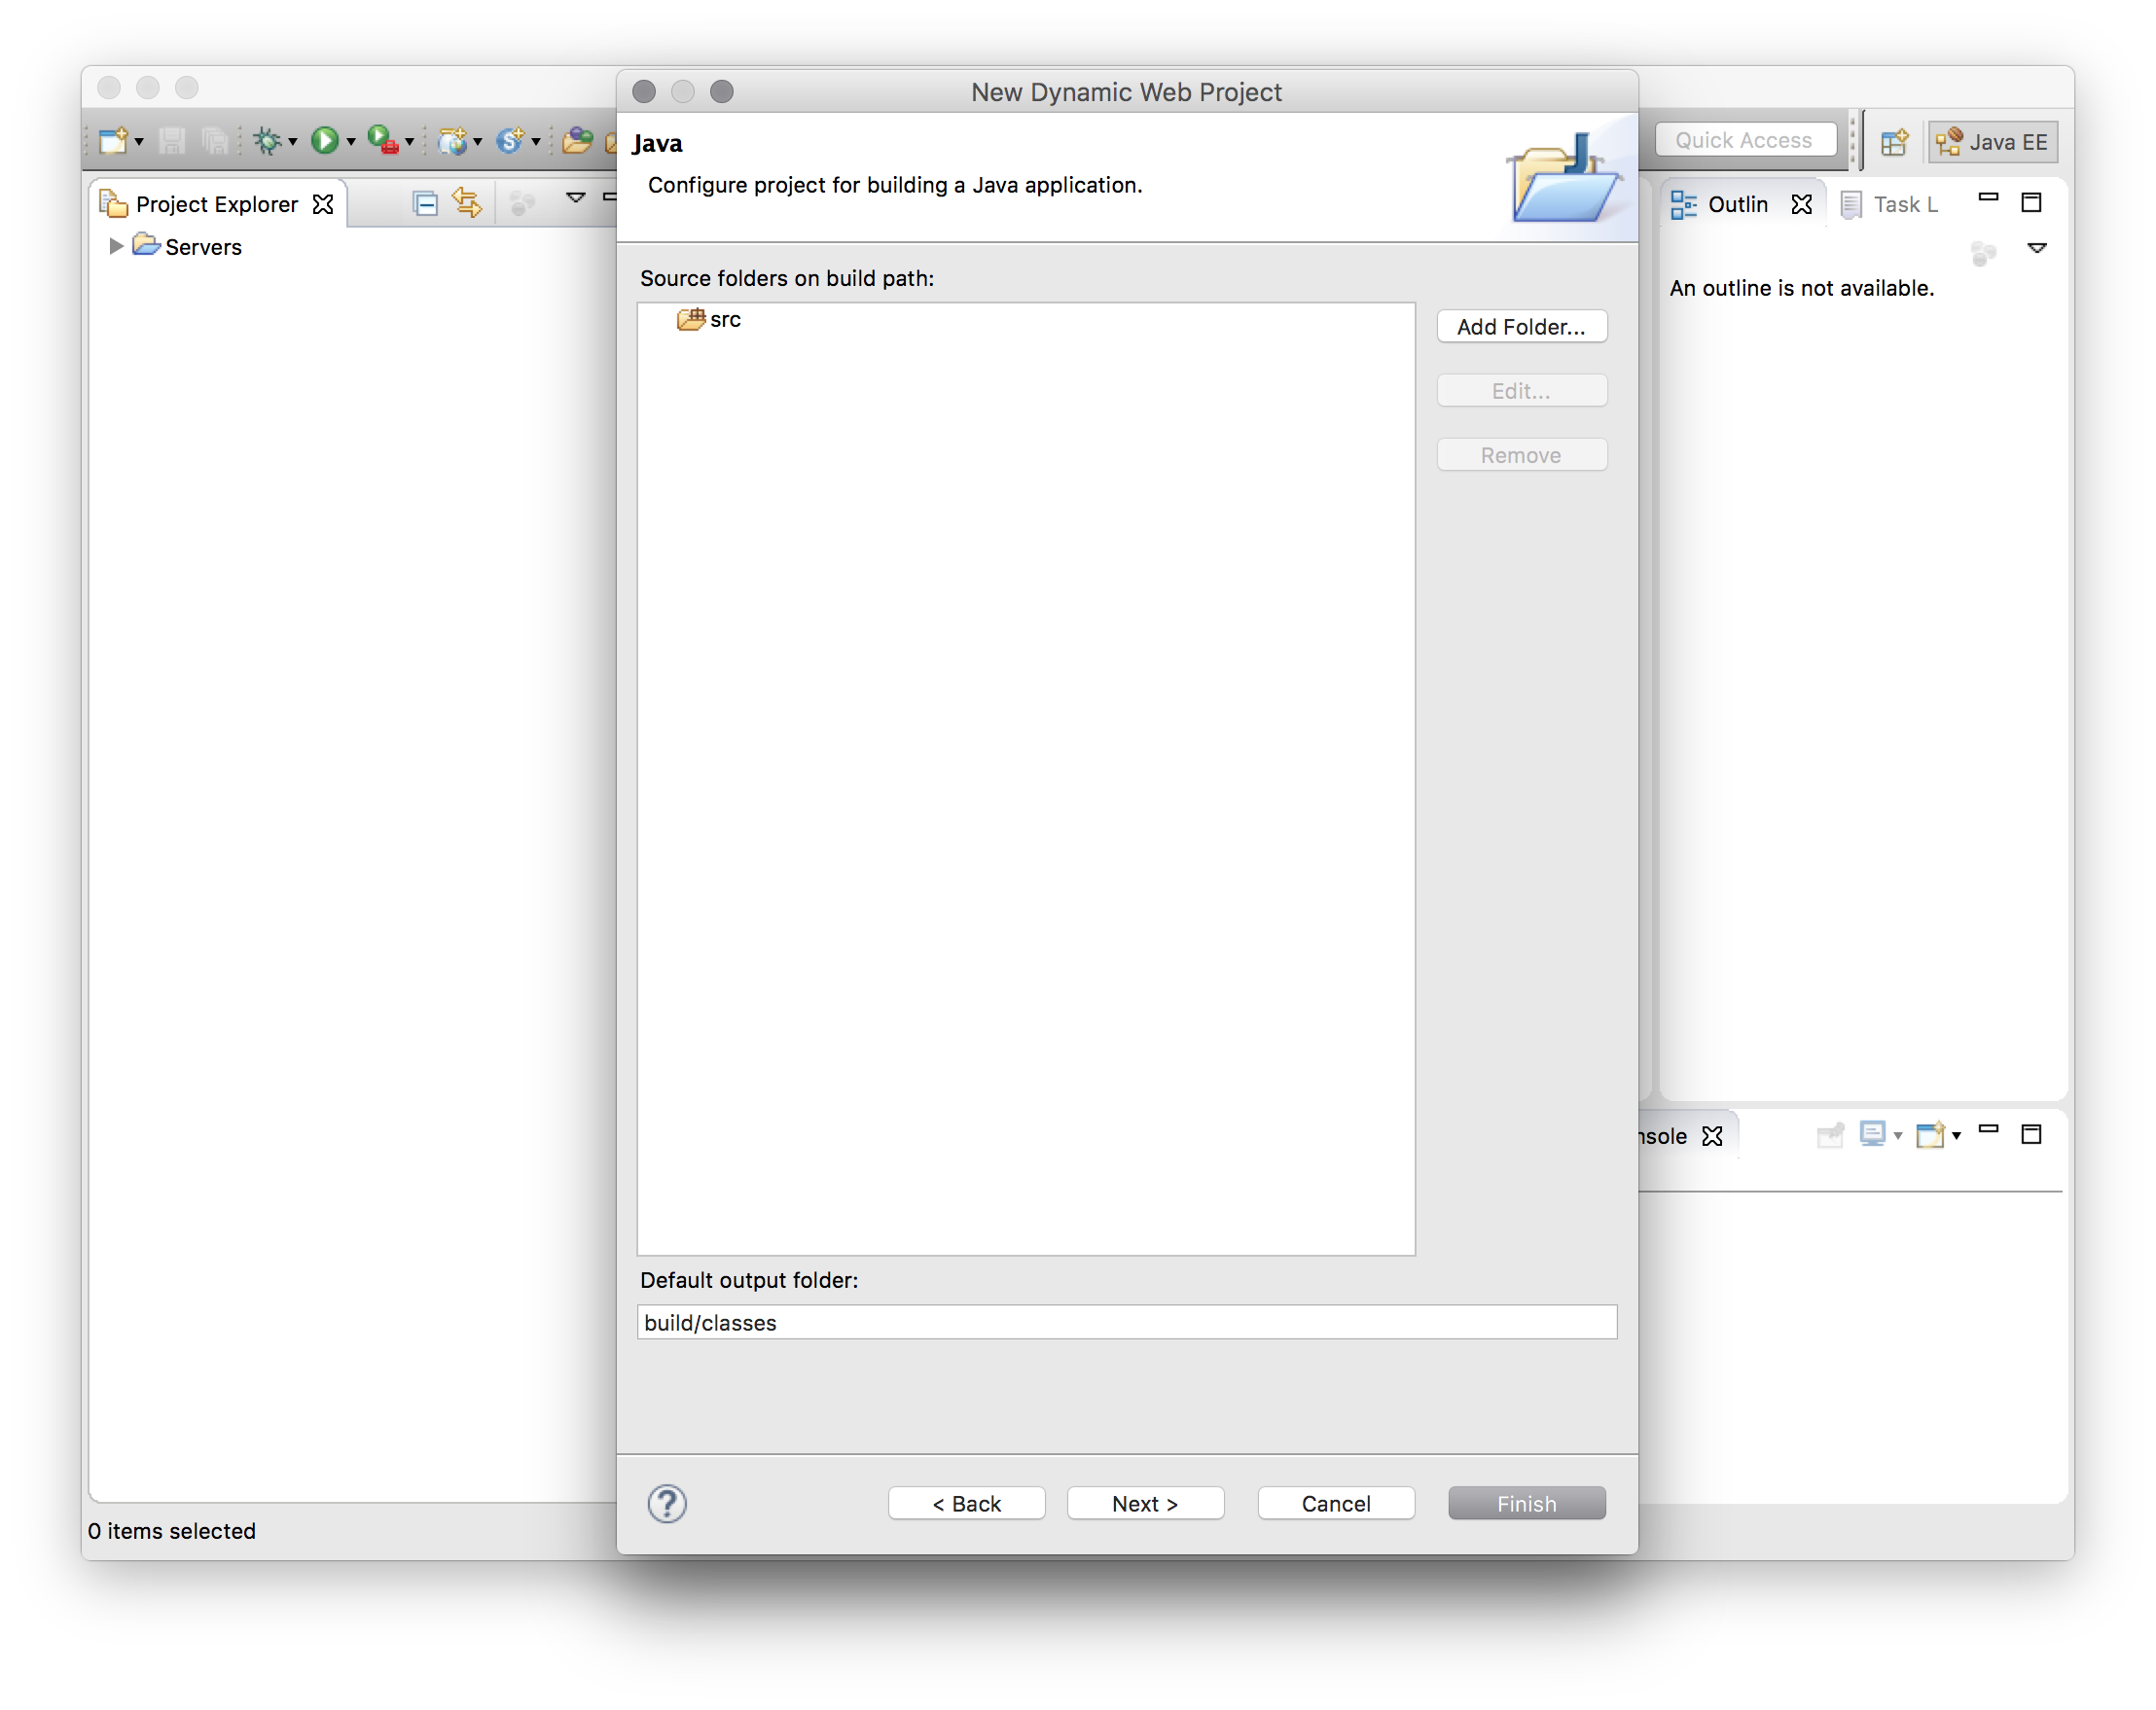 New Dynamic Web Project
Quick Access
Java EE
Java
Configure project for building a Java application.
Project Explorer
Servers
Outlin
Task L
An outline is not available.
Source folders on build path:
src
Add Folder...
Edit...
Remove
nsole
Default output folder:
build/classes
< Back
Next >
Cancel
Finish
0 items selected